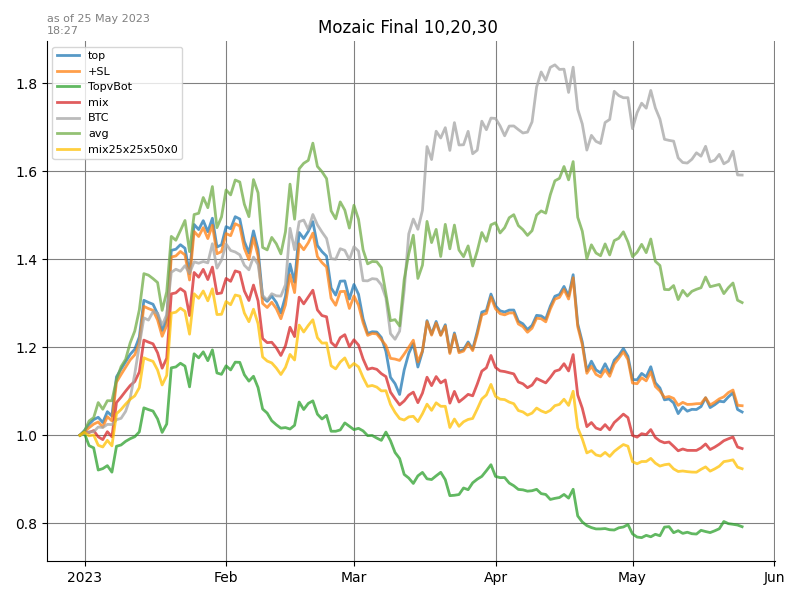 as of 25 May 2023
18:27
Mozaic Final 10,20,30
top
+SL
TopvBot
mix
BTC
avg
mix25x25x50x0
1.8
1.6
1.4
1.2
1.0
0.8
2023 Feb Mar Apr May Jun